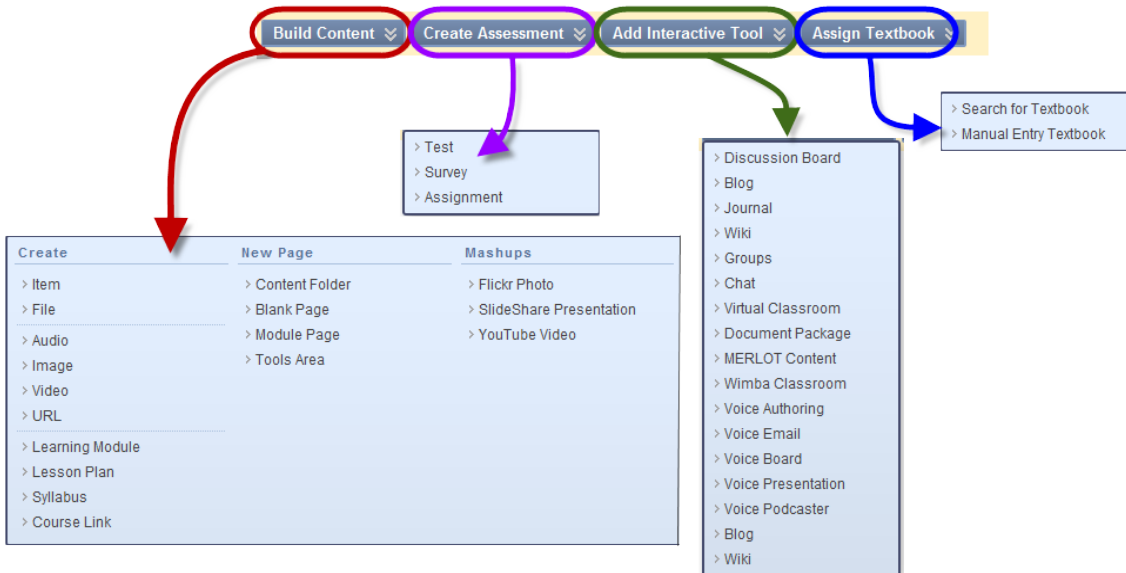 Build Content
Create Assessment
Add Interactive Tool
Assign Textbook
Create
Item
File
Audio
Image
Video
URL
Learning Module
Lesson Plan
Syllabus
Course Link
New Page
Content Folder
Blank Page
Module Page
Tools Area
Mashups
Flickr Photo
SlideShare Presentation
YouTube Video
Test
Survey
Assignment
Discussion Board
Blog
Journal
Wiki
Groups
Chat
Virtual Classroom
Document Package
MERLOT Content
Wimba Classroom
Voice Authoring
Voice Email
Voice Board
Voice Presentation
Voice Podcaster
Blog
Wiki
Search for Textbook
Manual Entry Textbook